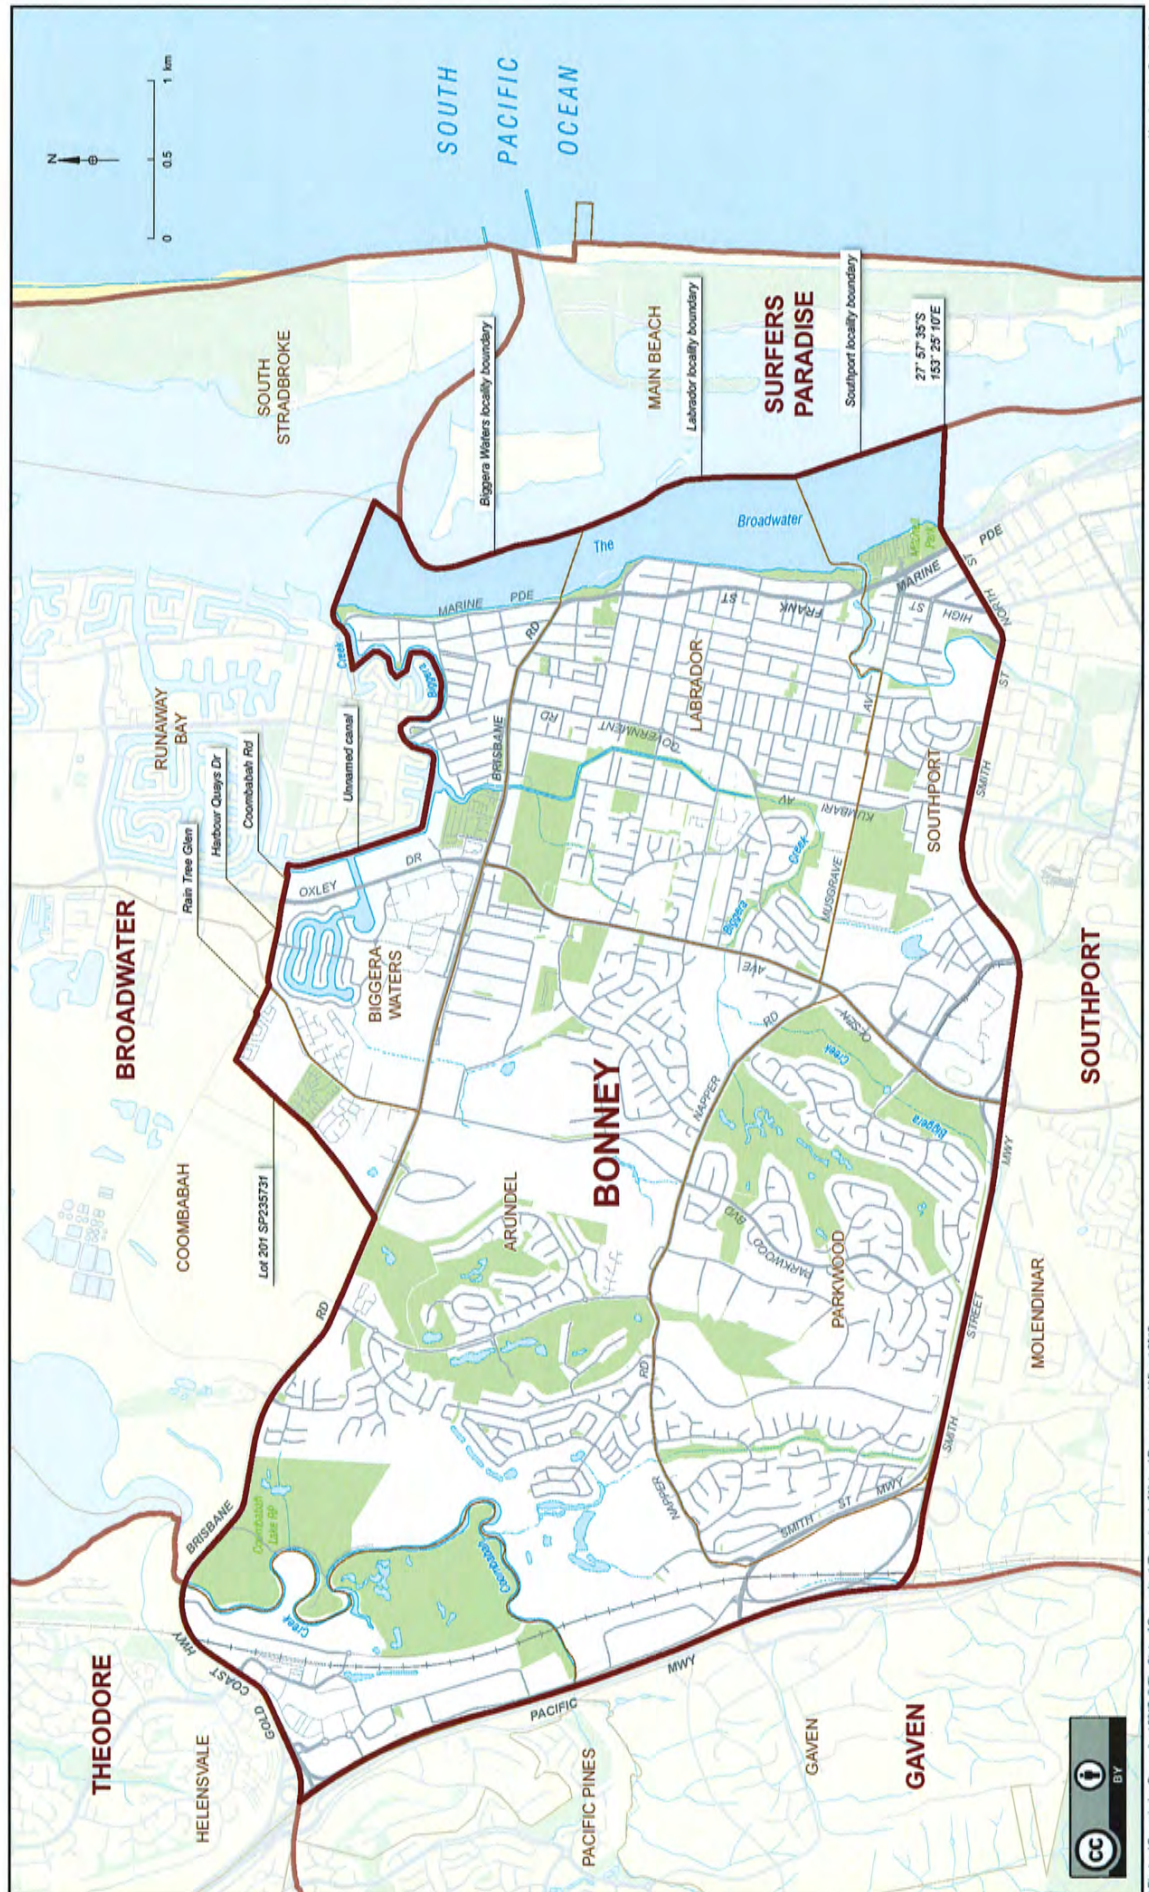 N
0 0.5 1 km
SOUTH
PACIFIC
OCEAN
SOUTH
STRADBROKE
Biggera Waters locality boundary
MAIN BEACH
Labrador locality boundary
SURFERS
PARADISE
Southport locality boundary
27° 57' 35"S
153° 25' 10"E
RUNAWAY
BAY
Rain Tree Glen
Harbour Quays Dr
Coombabah Rd
Unnamed canal
Creek
Biggera
MARINE PDE
The
Broadwater
BROADWATER
OXLEY DR
BIGGERA
WATERS
BRISBANE RD
GOVERNMENT RD
FRANK ST
LABRADOR
MARINE PDE
HIGH ST
NORTH ST
SMITH ST
SOUTHPORT
KUMBARI AV
MUSGRAVE AV
Biggera Creek
COOMBABAH
Lot 201 SP235731
BONNEY
ARUNDEL
OLSEN AVE
NAPPER RD
Biggera Creek
PARKWOOD BVD
PARKWOOD
SOUTHPORT
MOLENDINAR
SMITH STREET MWY
BRISBANE RD
Coombabah
Lake RP
Coombabah Creek
NAPPER RD
SMITH ST MWY
THEODORE
HELENSVALE
GOLD COAST HWY
PACIFIC MWY
PACIFIC PINES
GAVEN
GAVEN
CC
BY